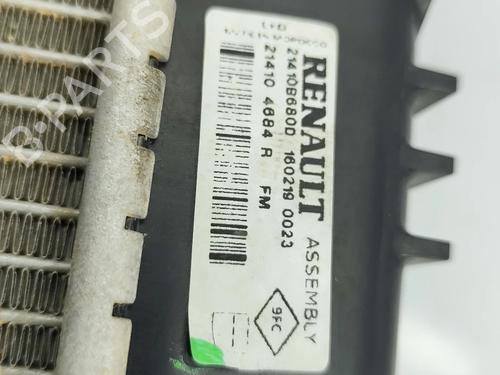 RENAULT ASSEMBLY
21410B680D 160219 0023
21410 4684 R FM
9FC
B-PARTS